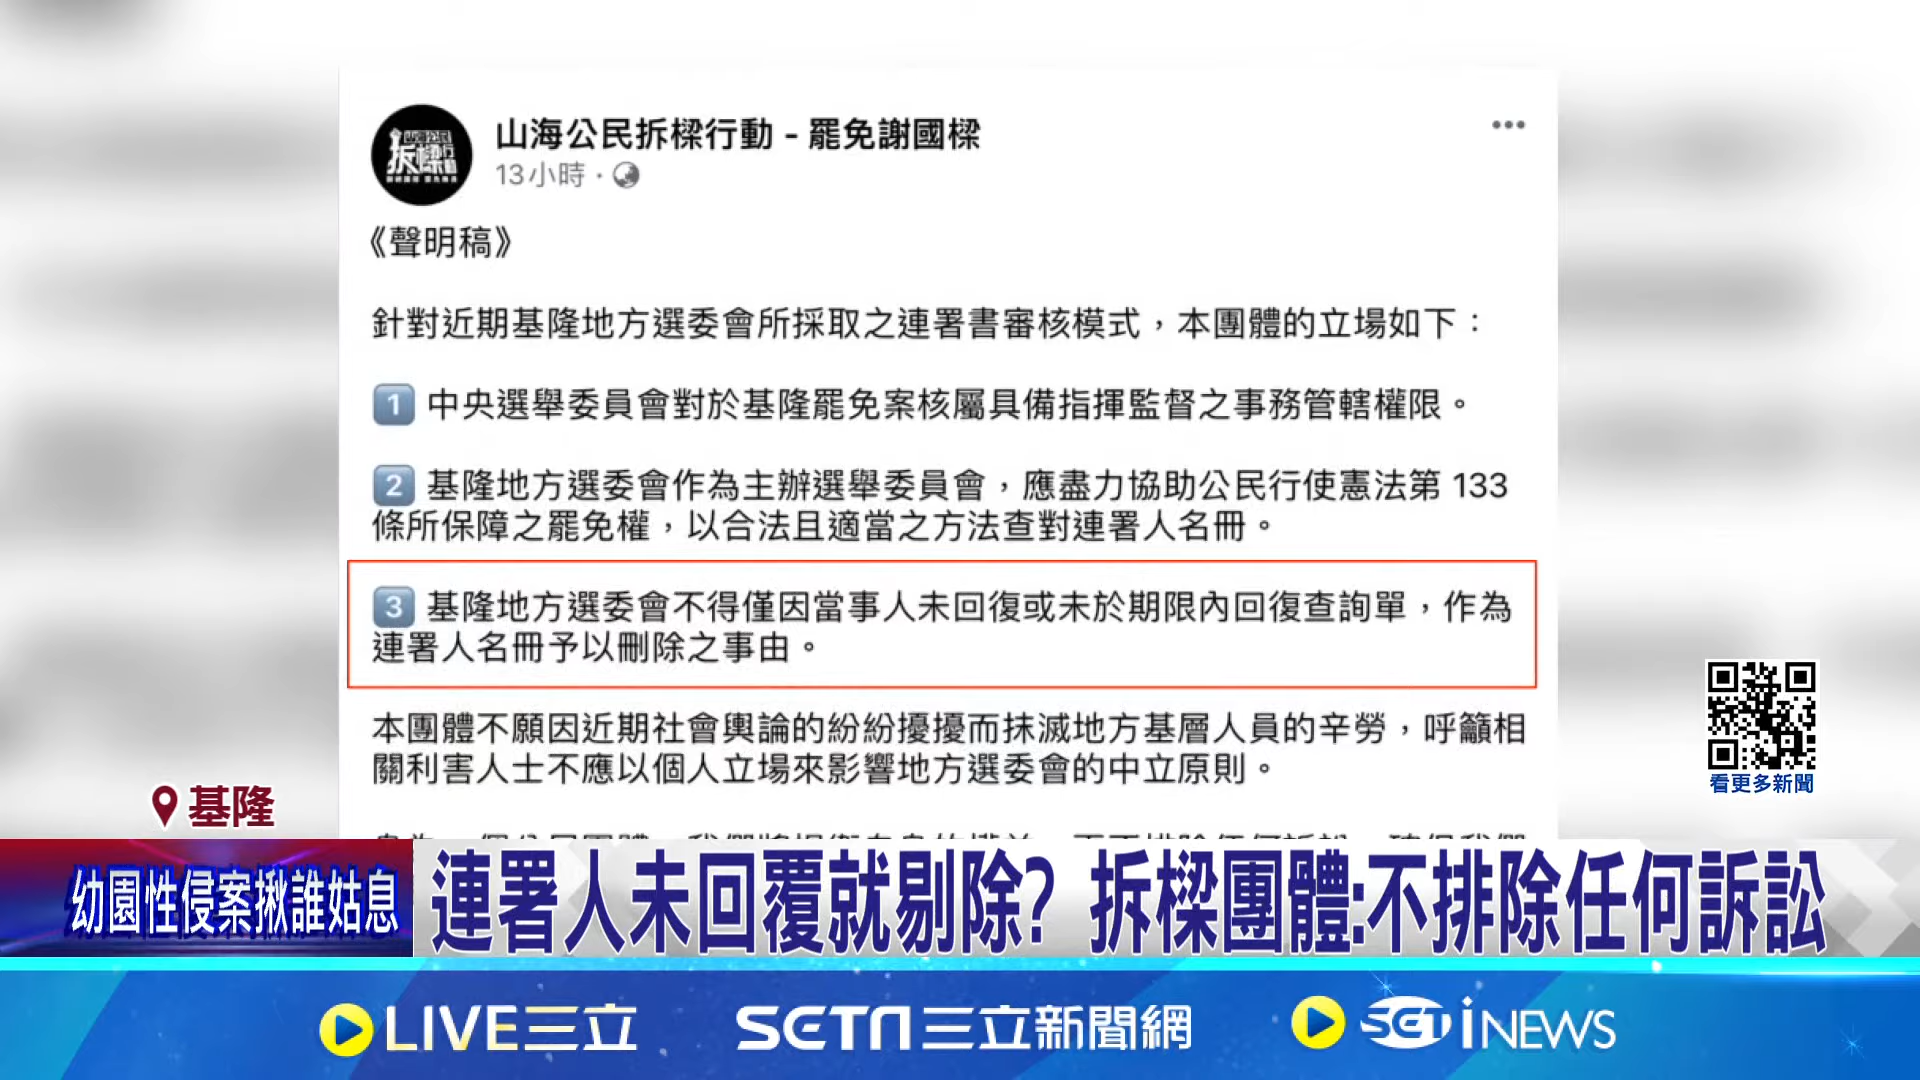 山海公民拆樑行動 - 罷免謝國樑
13小時 ·
《聲明稿》
針對近期基隆地方選委會所採取之連署書審核模式，本團體的立場如下：
1 中央選舉委員會對於基隆罷免案核屬具備指揮監督之事務管轄權限。
2 基隆地方選委會作為主辦選舉委員會，應盡力協助公民行使憲法第 133
條所保障之罷免權，以合法且適當之方法查對連署人名冊。
3 基隆地方選委會不得僅因當事人未回復或未於期限內回復查詢單，作為
連署人名冊予以刪除之事由。
本團體不願因近期社會輿論的紛紛擾擾而抹滅地方基層人員的辛勞，呼籲相
關利害人士不應以個人立場來影響地方選委會的中立原則。
看更多新聞
基隆
幼園性侵案揪誰姑息
連署人未回覆就剔除? 拆樑團體:不排除任何訴訟
LIVE三立
SETN三立新聞網
SET iNEWS